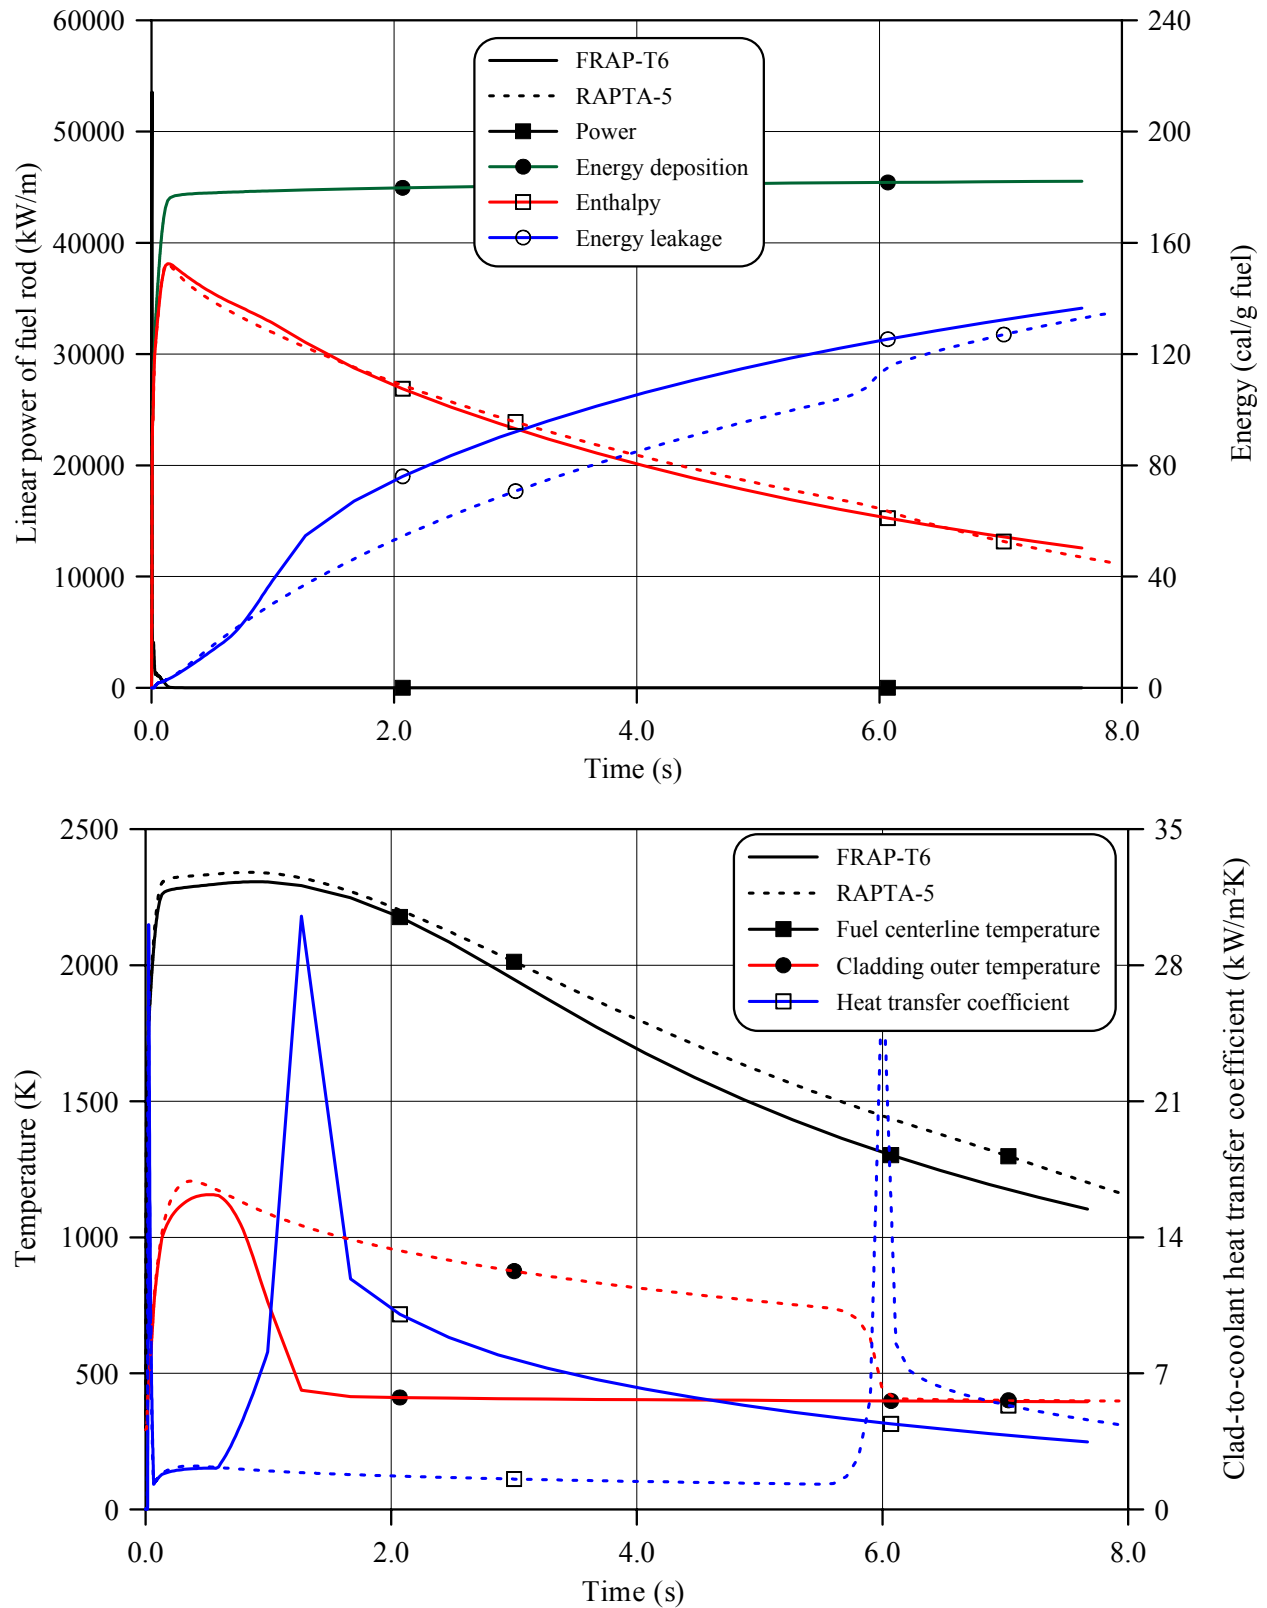 60000
50000
40000
30000
20000
10000
0
Linear power of fuel rod (kW/m)
FRAP-T6
RAPTA-5
Power
Energy deposition
Enthalpy
Energy leakage
240
200
160
120
80
40
0
Energy (cal/g fuel)
0.0 2.0 4.0 6.0 8.0
Time (s)
2500
2000
1500
1000
500
0
Temperature (K)
FRAP-T6
RAPTA-5
Fuel centerline temperature
Cladding outer temperature
Heat transfer coefficient
35
28
21
14
7
0
Clad-to-coolant heat transfer coefficient (kW/m²K)
0.0 2.0 4.0 6.0 8.0
Time (s)